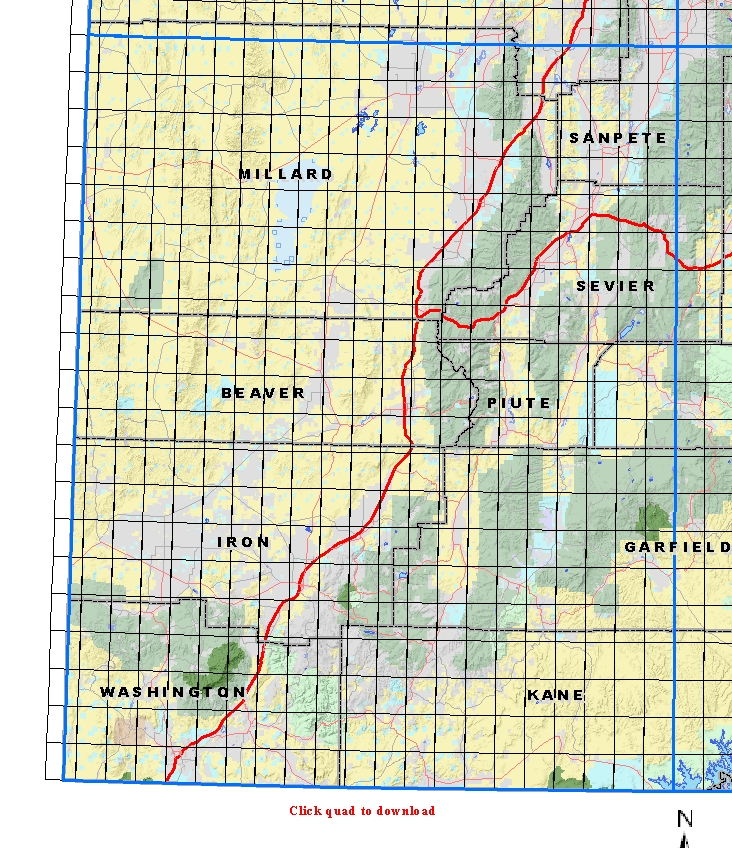 SANPETE
MILLARD
SEVIER
BEAVER
PIUTE
IRON
GARFIELD
WASHINGTON
KANE
Click quad to download
N